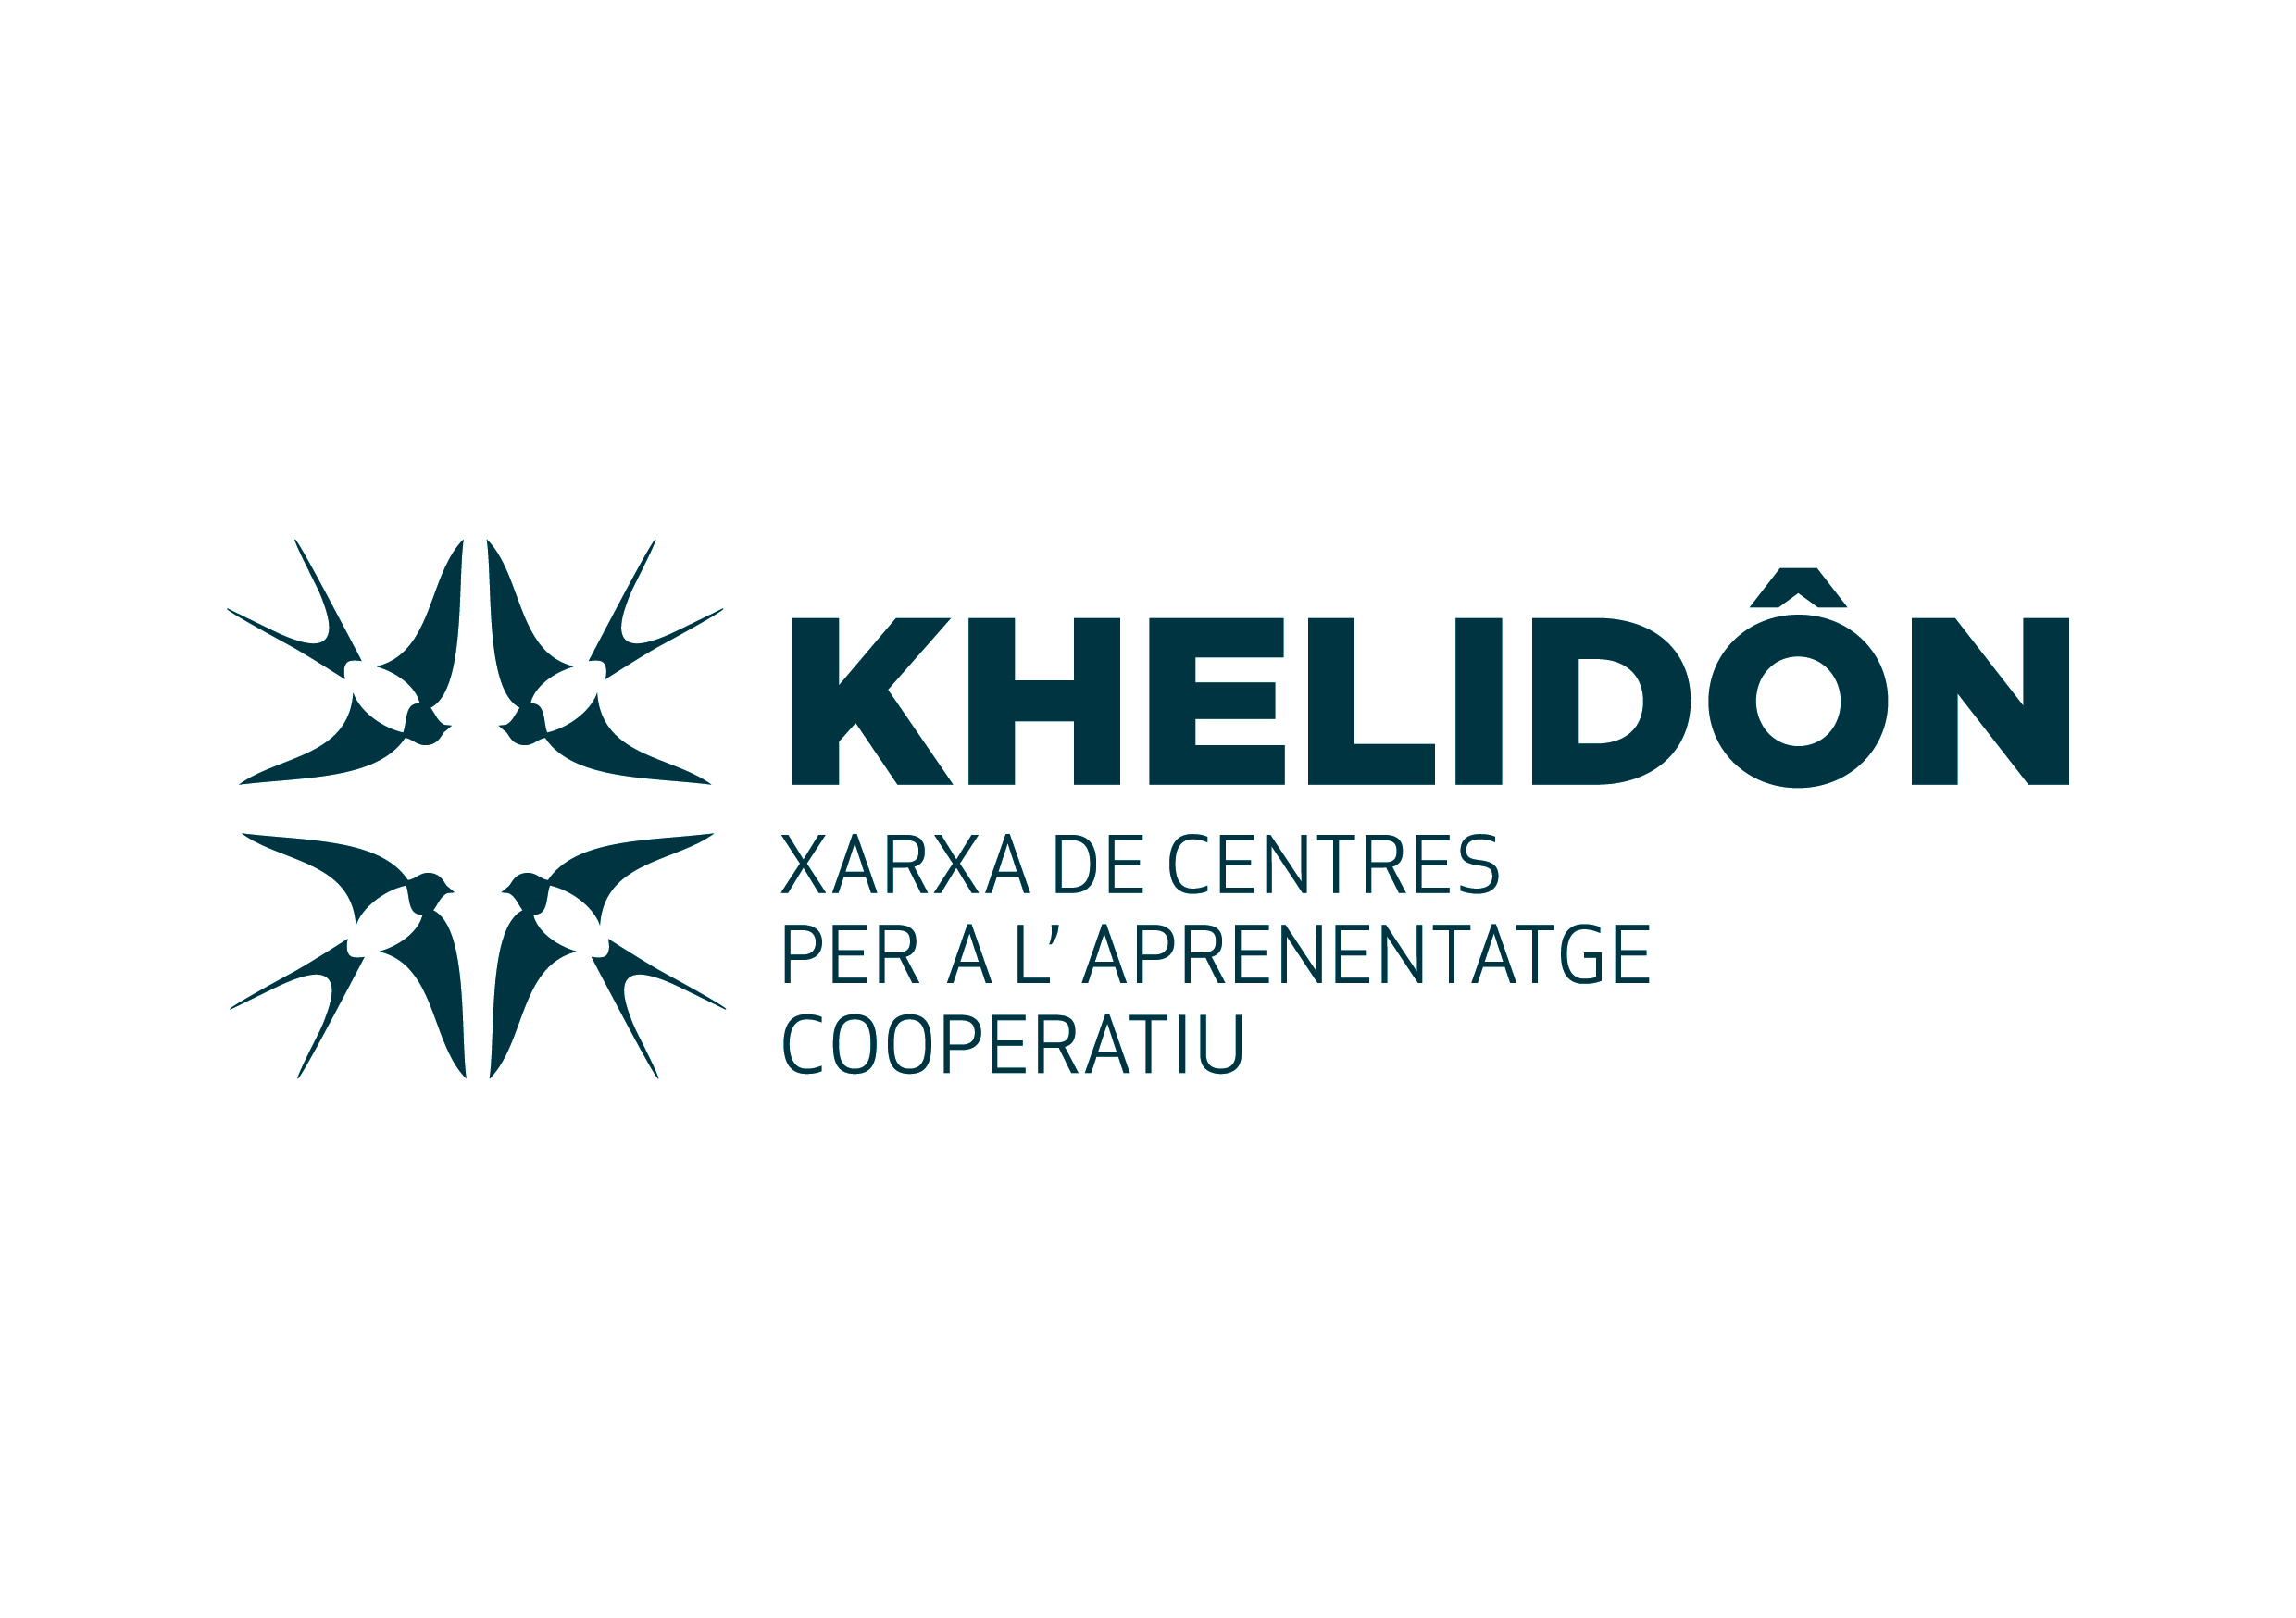 KHELIDÔN
XARXA DE CENTRES
PER A L' APRENENTATGE
COOPERATIU